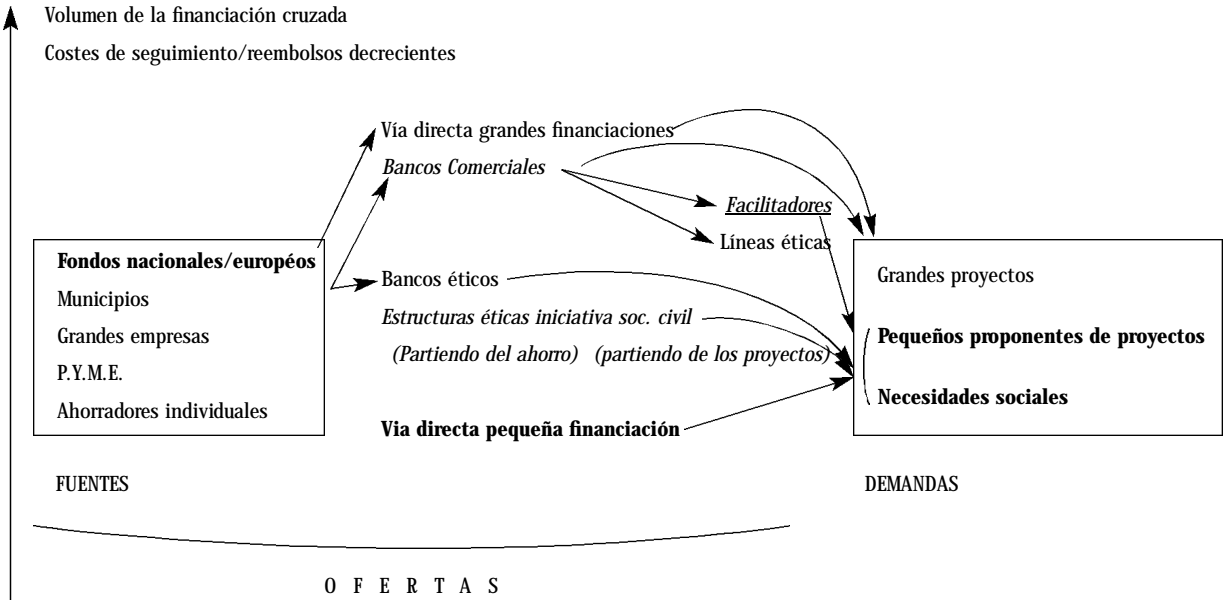 Volumen de la financiación cruzada
Costes de seguimiento/reembolsos decrecientes
Vía directa grandes financiaciones
Bancos Comerciales
Facilitadores
Líneas éticas
Fondos nacionales/européos
Municipios
Grandes empresas
P.Y.M.E.
Ahorradores individuales
Bancos éticos
Estructuras éticas iniciativa soc. civil
(Partiendo del ahorro) (partiendo de los proyectos)
Via directa pequeña financiación
Grandes proyectos
Pequeños proponentes de proyectos
Necesidades sociales
FUENTES
DEMANDAS
O F E R T A S